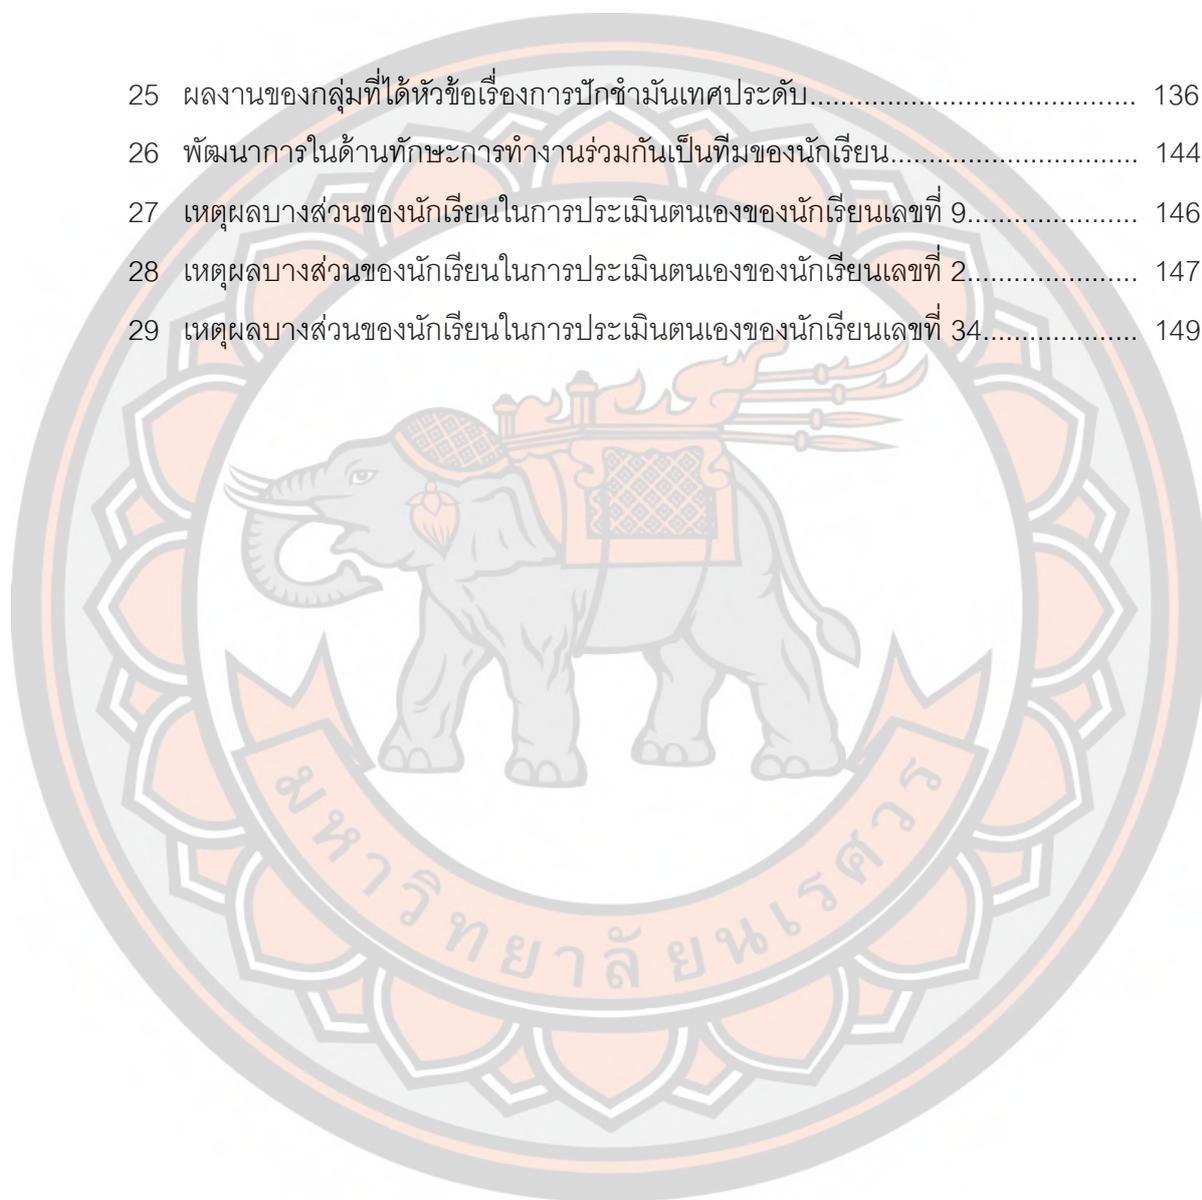 25 ผลงานของกลุ่มที่ได้หัวข้อเรื่องการปักชำมันเทศประดับ.......................................... 136
26 พัฒนาการในด้านทักษะการทำงานร่วมกันเป็นทีมของนักเรียน................................ 144
27 เหตุผลบางส่วนของนักเรียนในการประเมินตนเองของนักเรียนเลขที่ 9...................... 146
28 เหตุผลบางส่วนของนักเรียนในการประเมินตนเองของนักเรียนเลขที่ 2...................... 147
29 เหตุผลบางส่วนของนักเรียนในการประเมินตนเองของนักเรียนเลขที่ 34.................... 149
มหาวิทยาลัยนเรศวร